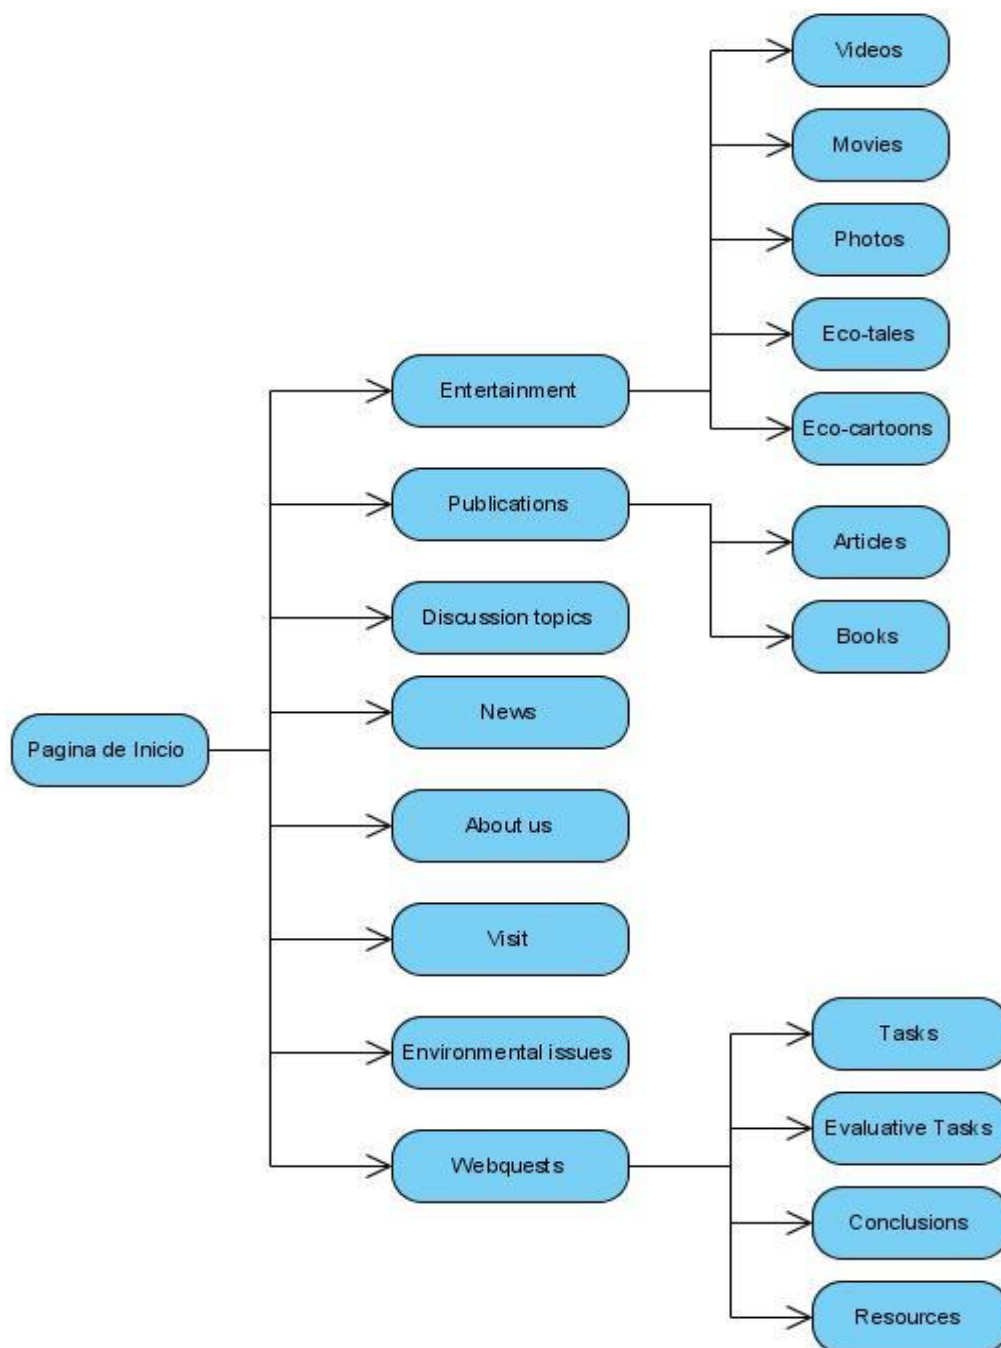 Videos
Movies
Photos
Eco-tales
Eco-cartoons
Entertainment
Publications
Articles
Books
Discussion topics
News
Pagina de Inicio
About us
Visit
Environmental issues
Webquests
Tasks
Evaluative Tasks
Conclusions
Resources